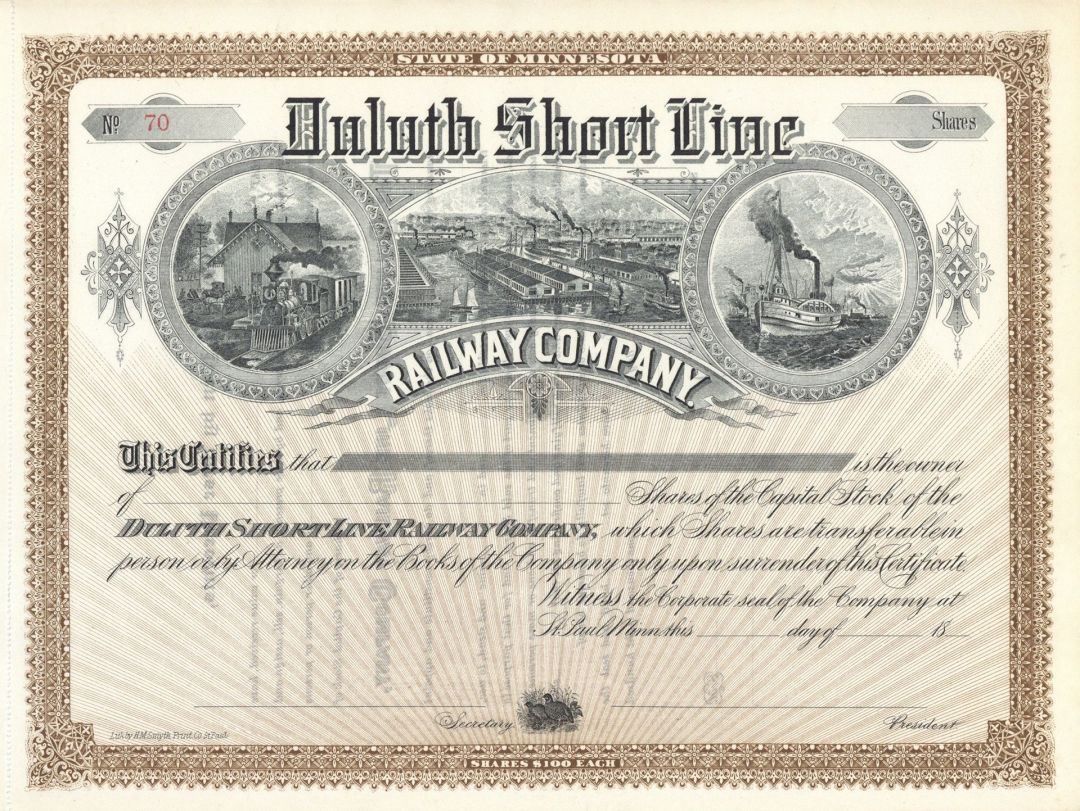 STATE OF MINNESOTA
No 70
Shares
Duluth Short Line
RAILWAY COMPANY.
This Certifies that is the owner
of Shares of the Capital Stock of the
DULUTH SHORT LINE RAILWAY COMPANY, which Shares are transferable in
person or by Attorney on the Books of the Company only upon surrender of this Certificate
Witness the Corporate seal of the Company at
St. Paul, Minn. this day of 18
Secretary President
Lith. by H.M. Smyth Print. Co. St. Paul
SHARES $100 EACH